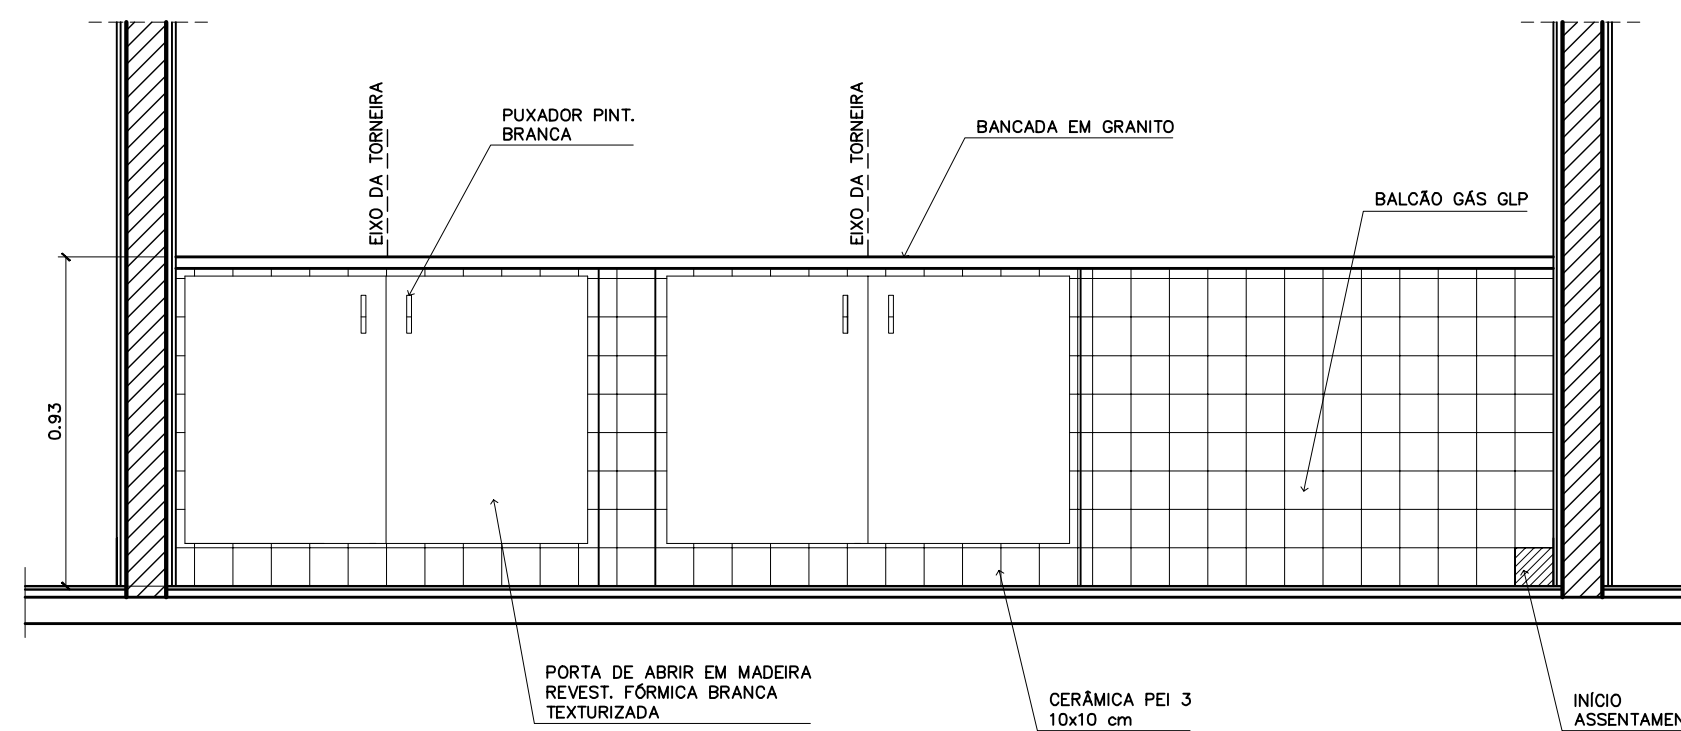 EIXO DA TORNEIRA
PUXADOR PINT.
BRANCA
EIXO DA TORNEIRA
BANCADA EM GRANITO
BALCÃO GÁS GLP
0.93
PORTA DE ABRIR EM MADEIRA
REVEST. FÓRMICA BRANCA
TEXTURIZADA
CERÂMICA PEI 3
10x10 cm
INÍCIO